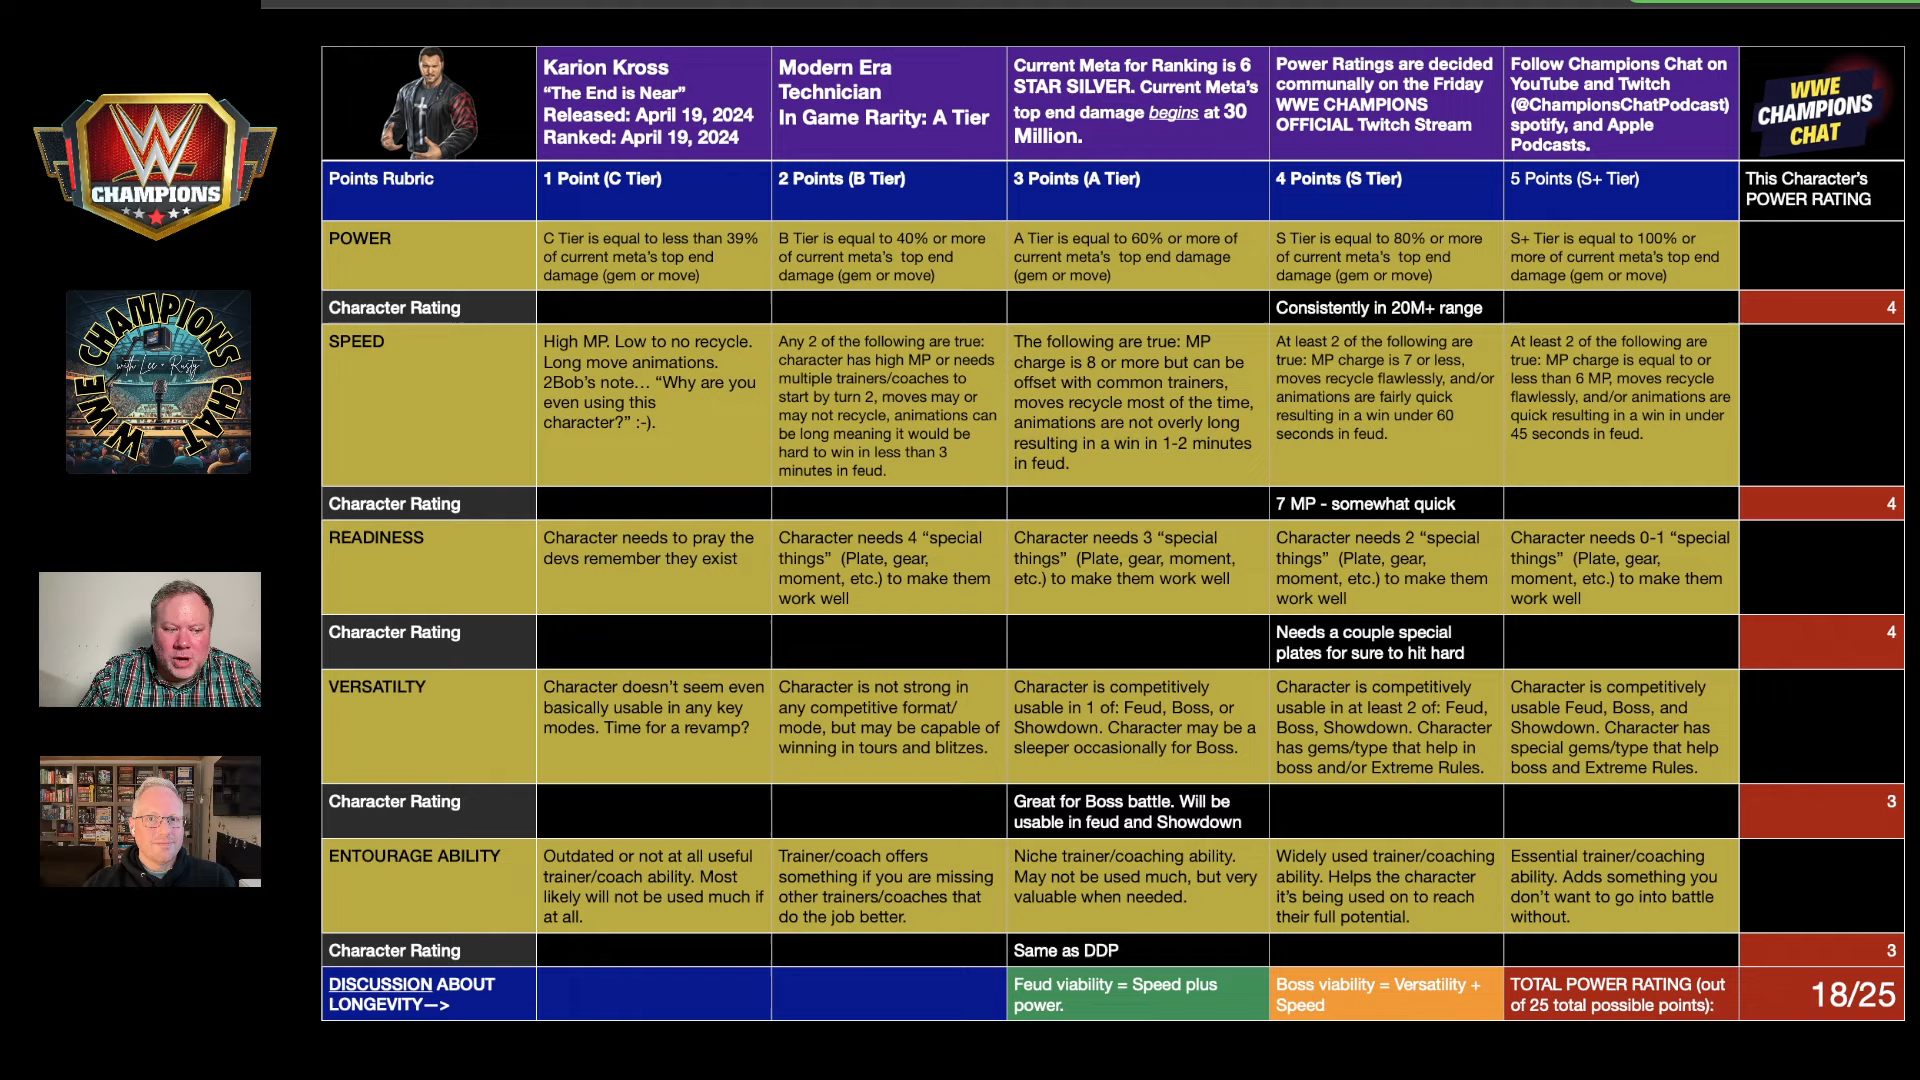 W
CHAMPIONS
WWE CHAMPIONS CHAT
with Lee + Rusty
Karion Kross
“The End is Near”
Released: April 19, 2024
Ranked: April 19, 2024
Modern Era
Technician
In Game Rarity: A Tier
Current Meta for Ranking is 6
STAR SILVER. Current Meta’s
top end damage begins at 30
Million.
Power Ratings are decided
communally on the Friday
WWE CHAMPIONS
OFFICIAL Twitch Stream
Follow Champions Chat on
YouTube and Twitch
(@ChampionsChatPodcast)
spotify, and Apple
Podcasts.
WWE
CHAMPIONS
CHAT
Points Rubric
1 Point (C Tier)
2 Points (B Tier)
3 Points (A Tier)
4 Points (S Tier)
5 Points (S+ Tier)
This Character’s
POWER RATING
POWER
C Tier is equal to less than 39%
of current meta’s top end
damage (gem or move)
B Tier is equal to 40% or more
of current meta’s top end
damage (gem or move)
A Tier is equal to 60% or more of
current meta’s top end damage
(gem or move)
S Tier is equal to 80% or more
of current meta’s top end
damage (gem or move)
S+ Tier is equal to 100% or
more of current meta’s top end
damage (gem or move)
Character Rating
Consistently in 20M+ range
4
SPEED
High MP. Low to no recycle.
Long move animations.
2Bob’s note… “Why are you
even using this
character?” :-).
Any 2 of the following are true:
character has high MP or needs
multiple trainers/coaches to
start by turn 2, moves may or
may not recycle, animations can
be long meaning it would be
hard to win in less than 3
minutes in feud.
The following are true: MP
charge is 8 or more but can be
offset with common trainers,
moves recycle most of the time,
animations are not overly long
resulting in a win in 1-2 minutes
in feud.
At least 2 of the following are
true: MP charge is 7 or less,
moves recycle flawlessly, and/or
animations are fairly quick
resulting in a win under 60
seconds in feud.
At least 2 of the following are
true: MP charge is equal to or
less than 6 MP, moves recycle
flawlessly, and/or animations are
quick resulting in a win in under
45 seconds in feud.
Character Rating
7 MP - somewhat quick
4
READINESS
Character needs to pray the
devs remember they exist
Character needs 4 “special
things” (Plate, gear,
moment, etc.) to make them
work well
Character needs 3 “special
things” (Plate, gear, moment,
etc.) to make them work well
Character needs 2 “special
things” (Plate, gear,
moment, etc.) to make them
work well
Character needs 0-1 “special
things” (Plate, gear,
moment, etc.) to make them
work well
Character Rating
Needs a couple special
plates for sure to hit hard
4
VERSATILTY
Character doesn’t seem even
basically usable in any key
modes. Time for a revamp?
Character is not strong in
any competitive format/
mode, but may be capable of
winning in tours and blitzes.
Character is competitively
usable in 1 of: Feud, Boss, or
Showdown. Character may be a
sleeper occasionally for Boss.
Character is competitively
usable in at least 2 of: Feud,
Boss, Showdown. Character
has gems/type that help in
boss and/or Extreme Rules.
Character is competitively
usable Feud, Boss, and
Showdown. Character has
special gems/type that help
boss and Extreme Rules.
Character Rating
Great for Boss battle. Will be
usable in feud and Showdown
3
ENTOURAGE ABILITY
Outdated or not at all useful
trainer/coach ability. Most
likely will not be used much if
at all.
Trainer/coach offers
something if you are missing
other trainers/coaches that
do the job better.
Niche trainer/coaching ability.
May not be used much, but very
valuable when needed.
Widely used trainer/coaching
ability. Helps the character
it’s being used on to reach
their full potential.
Essential trainer/coaching
ability. Adds something you
don’t want to go into battle
without.
Character Rating
Same as DDP
3
DISCUSSION ABOUT
LONGEVITY—>
Feud viability = Speed plus
power.
Boss viability = Versatility +
Speed
TOTAL POWER RATING (out
of 25 total possible points):
18/25